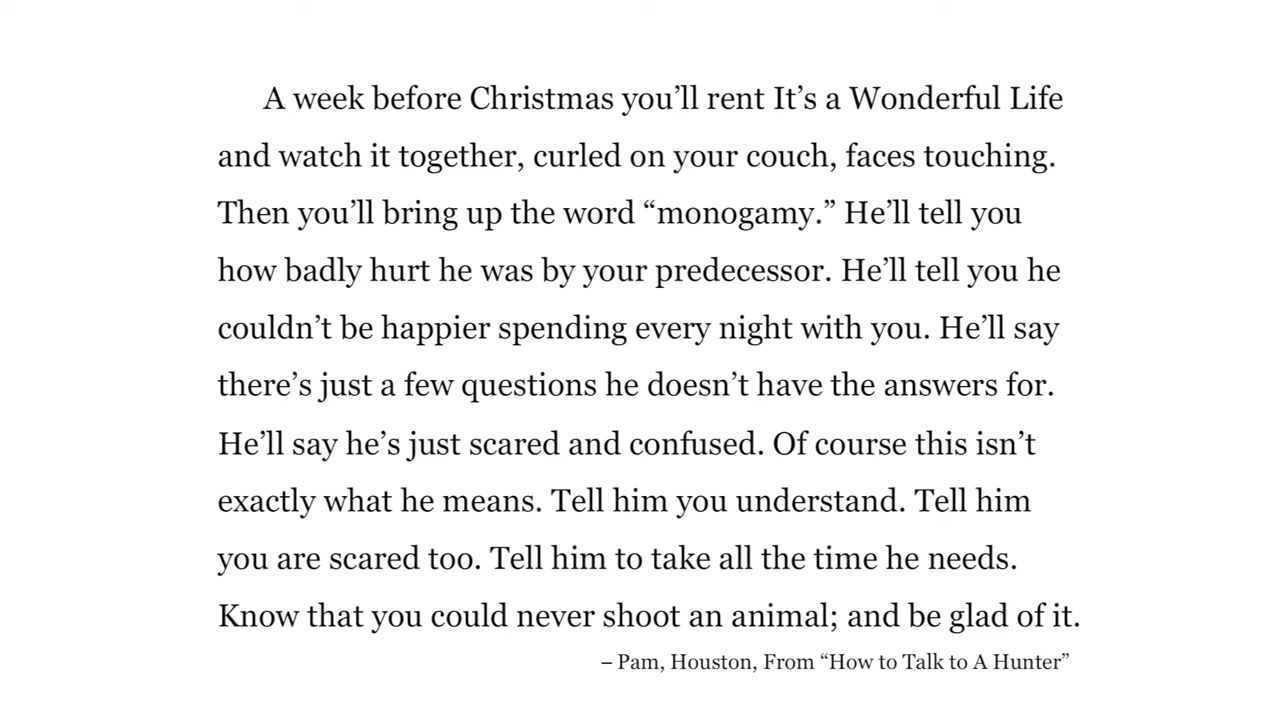 A week before Christmas you’ll rent It’s a Wonderful Life
and watch it together, curled on your couch, faces touching.
Then you’ll bring up the word “monogamy.” He’ll tell you
how badly hurt he was by your predecessor. He’ll tell you he
couldn’t be happier spending every night with you. He’ll say
there’s just a few questions he doesn’t have the answers for.
He’ll say he’s just scared and confused. Of course this isn’t
exactly what he means. Tell him you understand. Tell him
you are scared too. Tell him to take all the time he needs.
Know that you could never shoot an animal; and be glad of it.
– Pam, Houston, From “How to Talk to A Hunter”